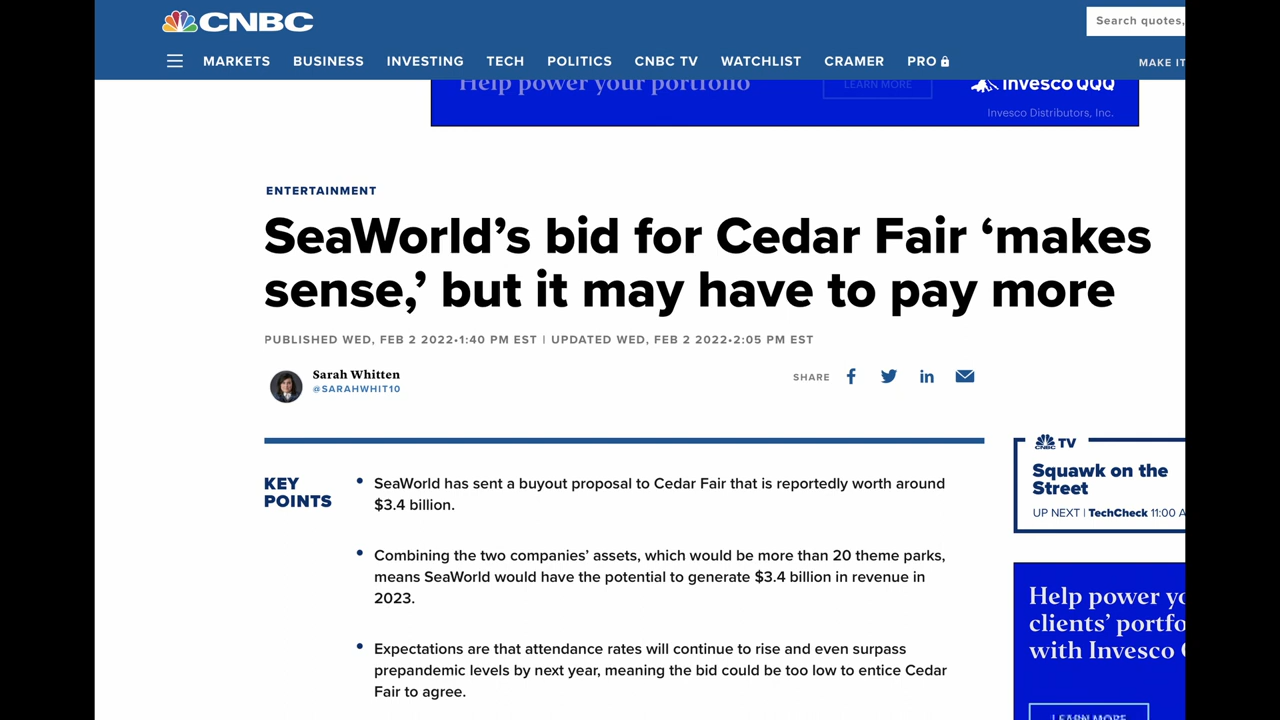 CNBC
Search quotes,
MARKETS BUSINESS INVESTING TECH POLITICS CNBC TV WATCHLIST CRAMER PRO
MAKE IT
Help power your portfolio
LEARN MORE
Invesco QQQ
Invesco Distributors, Inc.
ENTERTAINMENT
SeaWorld’s bid for Cedar Fair ‘makes
sense,’ but it may have to pay more
PUBLISHED WED, FEB 2 2022•1:40 PM EST | UPDATED WED, FEB 2 2022•2:05 PM EST
Sarah Whitten
@SARAHWHIT10
SHARE
KEY
POINTS
• SeaWorld has sent a buyout proposal to Cedar Fair that is reportedly worth around
$3.4 billion.
• Combining the two companies’ assets, which would be more than 20 theme parks,
means SeaWorld would have the potential to generate $3.4 billion in revenue in
2023.
• Expectations are that attendance rates will continue to rise and even surpass
prepandemic levels by next year, meaning the bid could be too low to entice Cedar
Fair to agree.
CNBC TV
Squawk on the
Street
UP NEXT | TechCheck 11:00 A
Help power yo
clients’ portfo
with Invesco
LEARN MORE